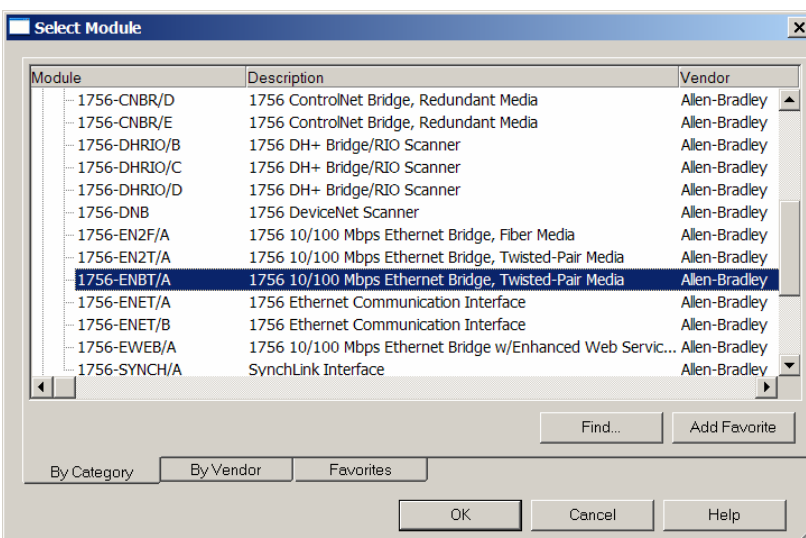 Select Module
Module Description Vendor
1756-CNBR/D 1756 ControlNet Bridge, Redundant Media Allen-Bradley
1756-CNBR/E 1756 ControlNet Bridge, Redundant Media Allen-Bradley
1756-DHRIO/B 1756 DH+ Bridge/RIO Scanner Allen-Bradley
1756-DHRIO/C 1756 DH+ Bridge/RIO Scanner Allen-Bradley
1756-DHRIO/D 1756 DH+ Bridge/RIO Scanner Allen-Bradley
1756-DNB 1756 DeviceNet Scanner Allen-Bradley
1756-EN2F/A 1756 10/100 Mbps Ethernet Bridge, Fiber Media Allen-Bradley
1756-EN2T/A 1756 10/100 Mbps Ethernet Bridge, Twisted-Pair Media Allen-Bradley
1756-ENBT/A 1756 10/100 Mbps Ethernet Bridge, Twisted-Pair Media Allen-Bradley
1756-ENET/A 1756 Ethernet Communication Interface Allen-Bradley
1756-ENET/B 1756 Ethernet Communication Interface Allen-Bradley
1756-EWEB/A 1756 10/100 Mbps Ethernet Bridge w/Enhanced Web Servic... Allen-Bradley
1756-SYNCH/A SynchLink Interface Allen-Bradley
Find... Add Favorite
By Category By Vendor Favorites
OK Cancel Help